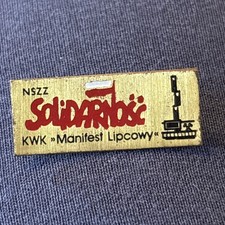 NSZZ
SOLIDARNOŚĆ
KWK »Manifest Lipcowy"